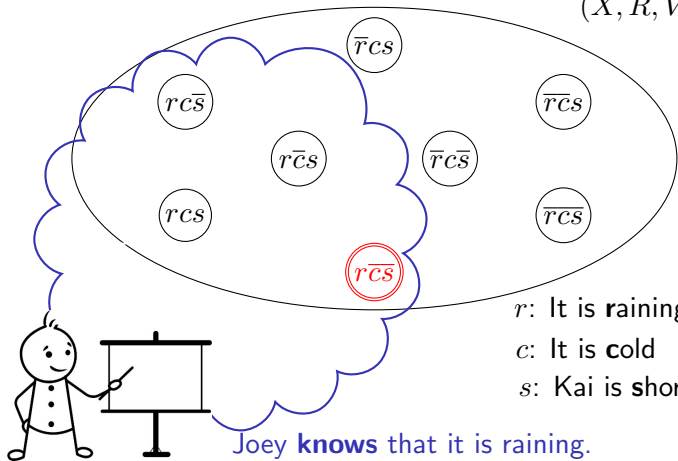 (X, R, V
r̅cs
rcs̅
r̅c̅s
rc̅s
r̅cs̅
rcs
r̅c̅s̅
rc̅s̅
r: It is raining
c: It is cold
s: Kai is shor
Joey knows that it is raining.